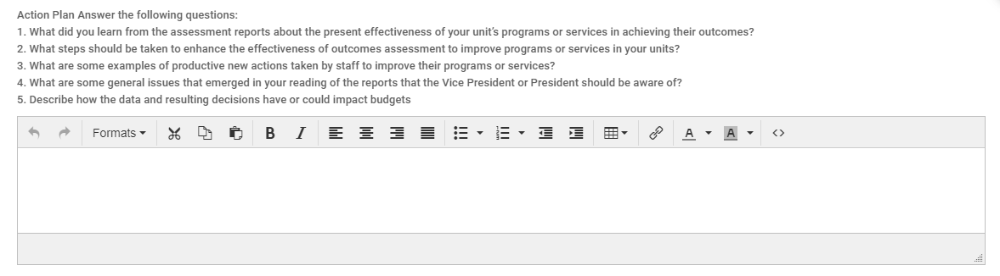 Action Plan Answer the following questions:
1. What did you learn from the assessment reports about the present effectiveness of your unit's programs or services in achieving their outcomes?
2. What steps should be taken to enhance the effectiveness of outcomes assessment to improve programs or services in your units?
3. What are some examples of productive new actions taken by staff to improve their programs or services?
4. What are some general issues that emerged in your reading of the reports that the Vice President or President should be aware of?
5. Describe how the data and resulting decisions have or could impact budgets
Formats B I A A <>